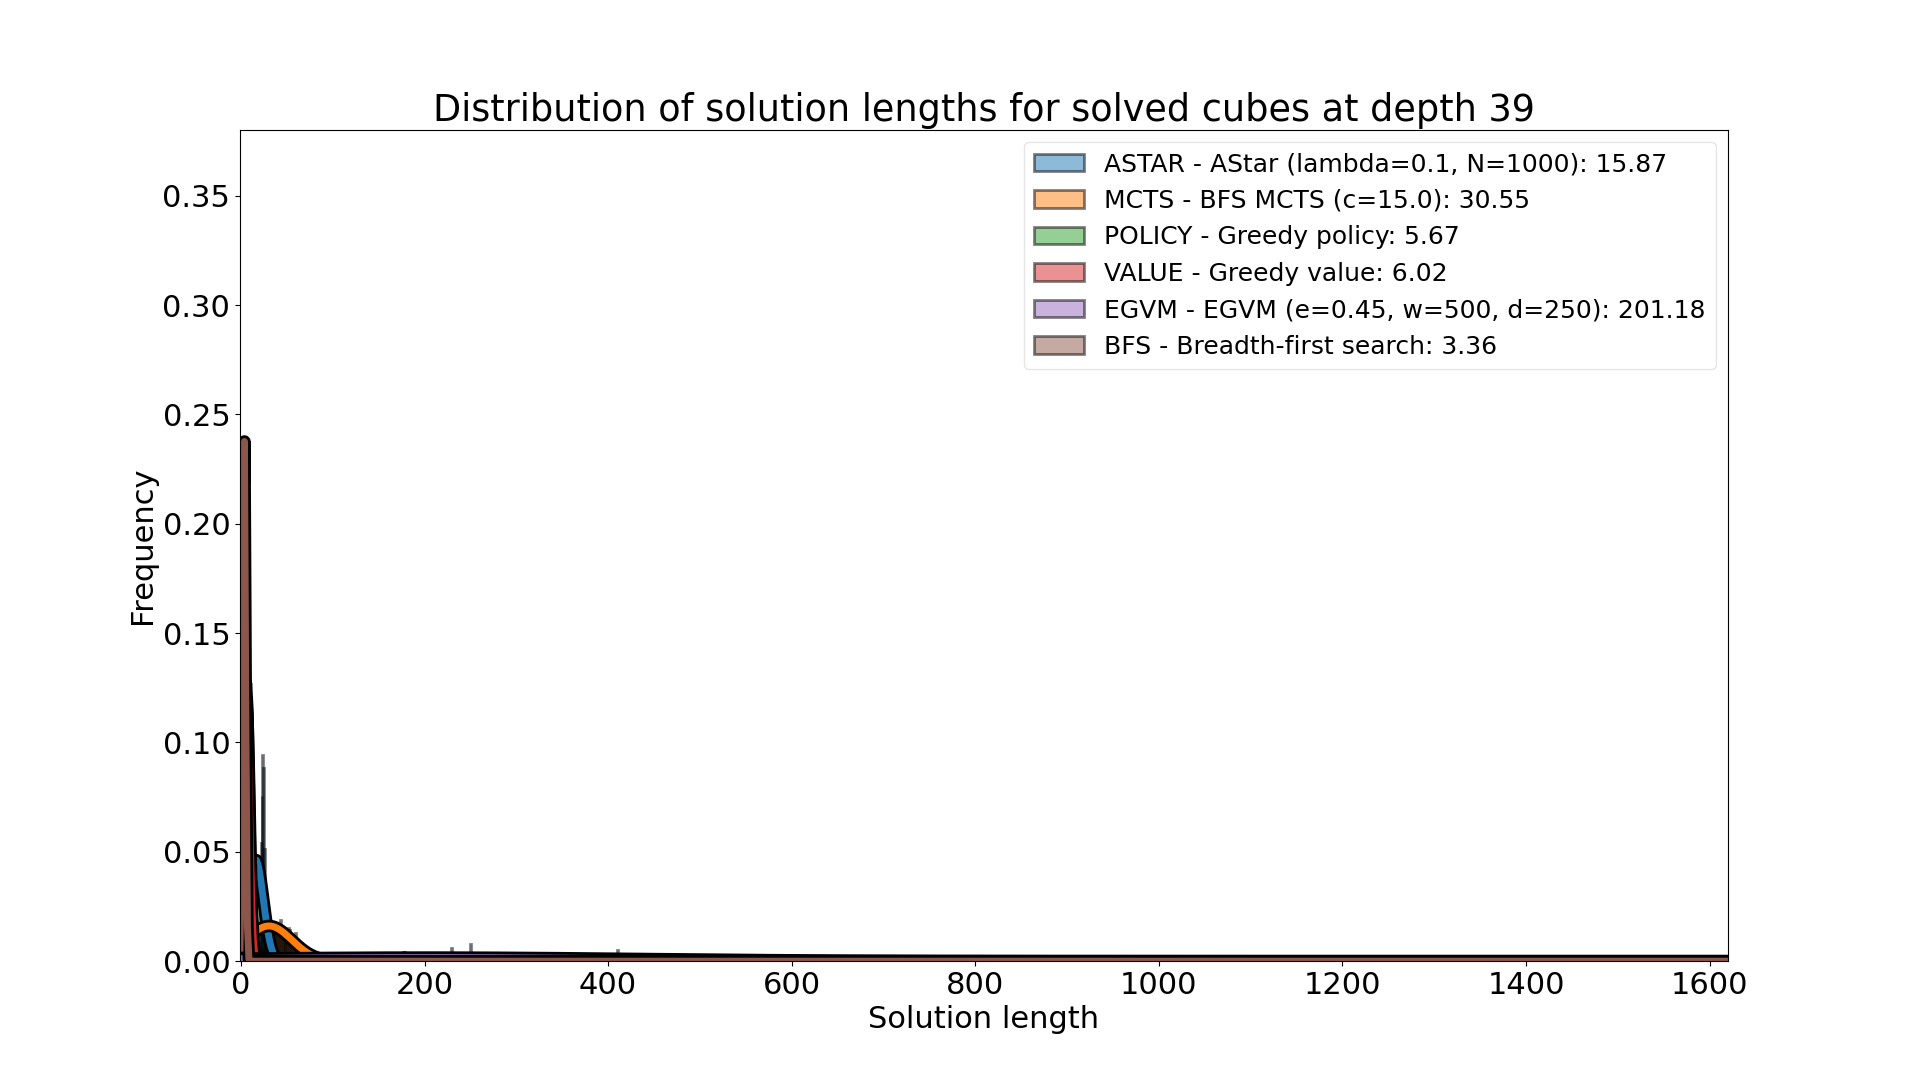 Distribution of solution lengths for solved cubes at depth 39
ASTAR - AStar (lambda=0.1, N=1000): 15.87
MCTS - BFS MCTS (c=15.0): 30.55
POLICY - Greedy policy: 5.67
VALUE - Greedy value: 6.02
EGVM - EGVM (e=0.45, w=500, d=250): 201.18
BFS - Breadth-first search: 3.36
Frequency
0.35
0.30
0.25
0.20
0.15
0.10
0.05
0.00
0 200 400 600 800 1000 1200 1400 1600
Solution length